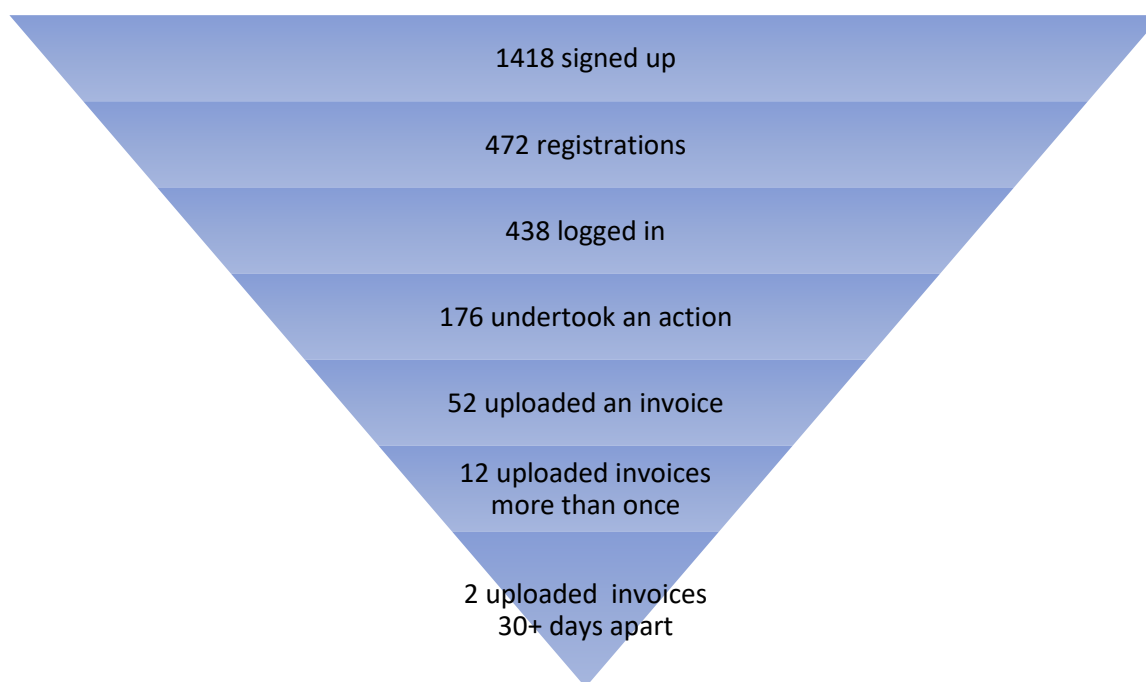 1418 signed up
472 registrations
438 logged in
176 undertook an action
52 uploaded an invoice
12 uploaded invoices
more than once
2 uploaded  invoices
30+ days apart